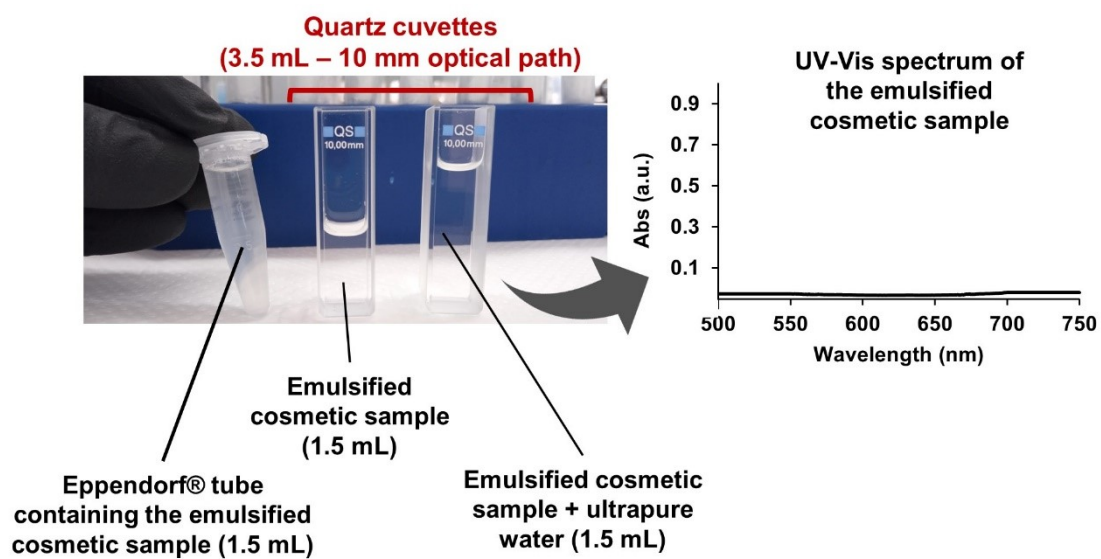 Quartz cuvettes
(3.5 mL – 10 mm optical path)
QS
10,00mm
QS
10,00mm
Emulsified
cosmetic sample
(1.5 mL)
Eppendorf® tube
containing the emulsified
cosmetic sample (1.5 mL)
Emulsified cosmetic
sample + ultrapure
water (1.5 mL)
UV-Vis spectrum of
the emulsified
cosmetic sample
Abs (a.u.)
0.9
0.7
0.5
0.3
0.1
500 550 600 650 700 750
Wavelength (nm)